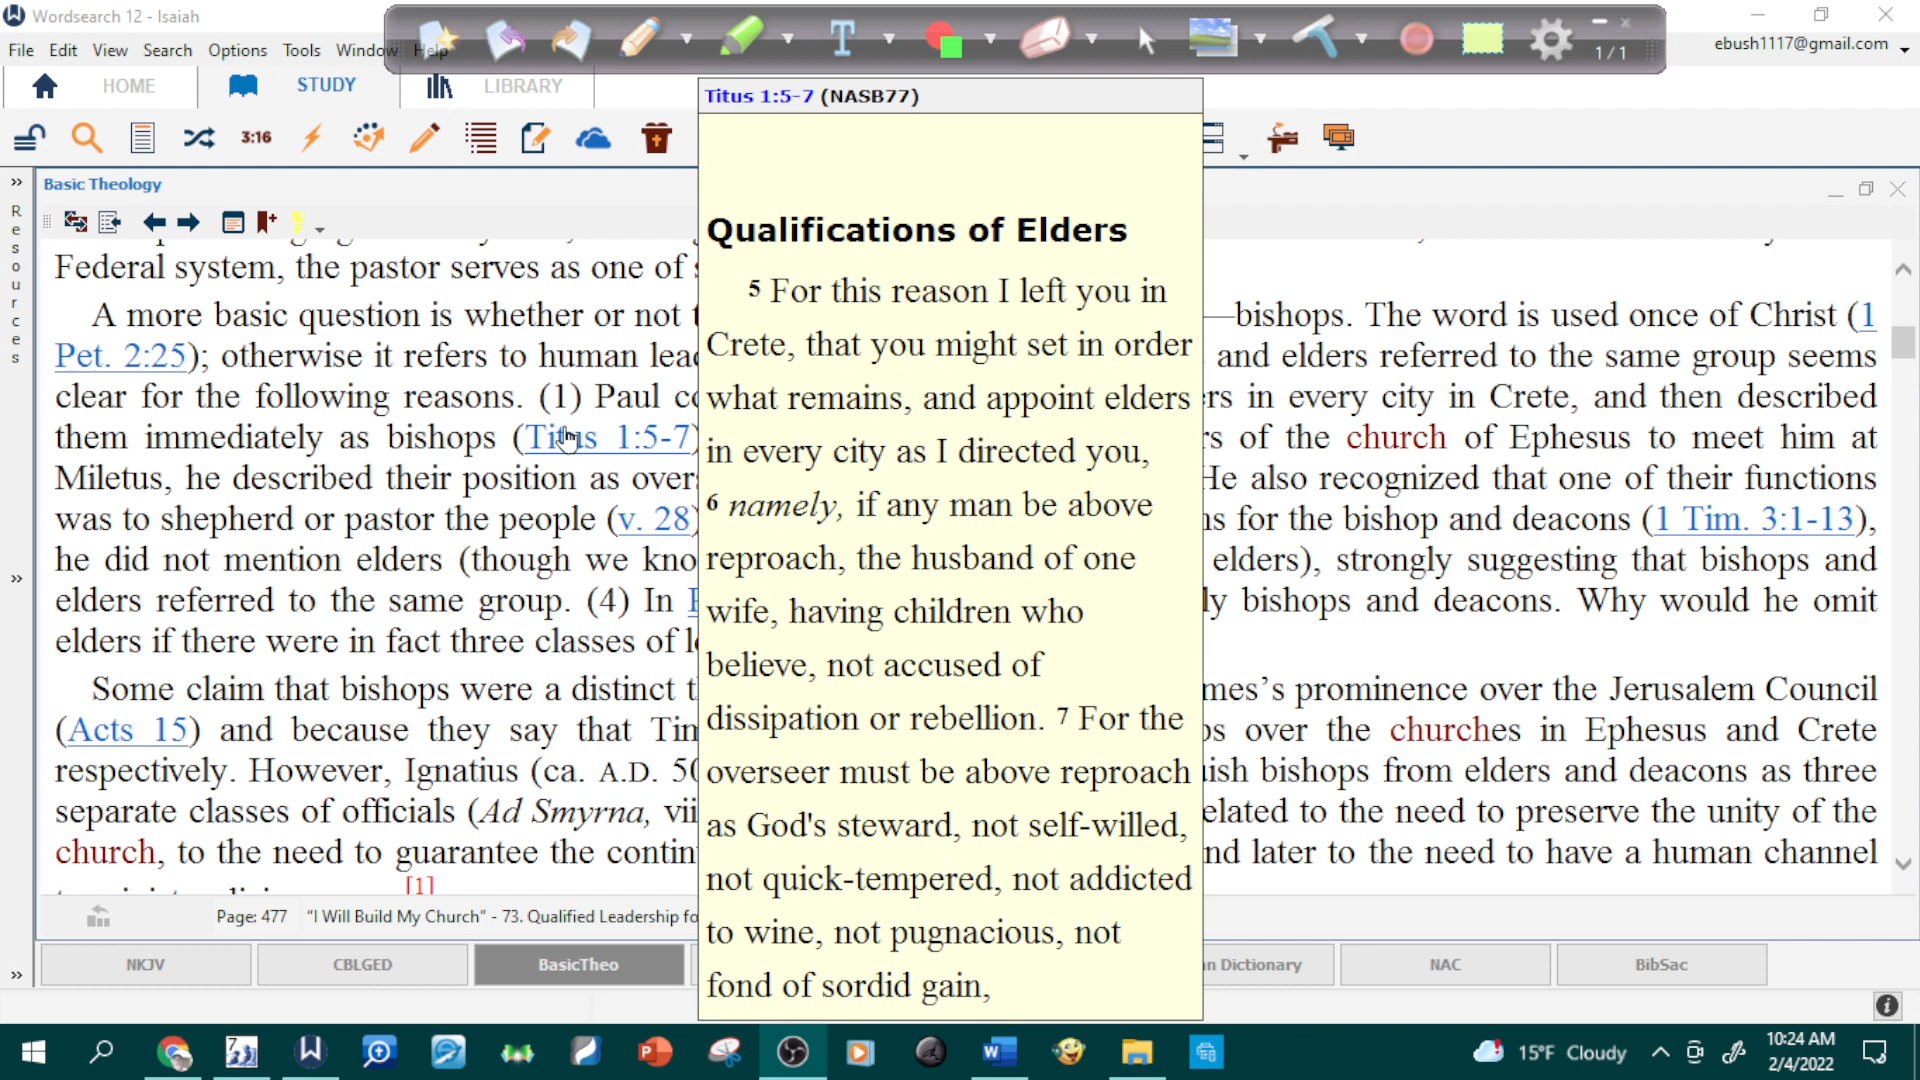 Wordsearch 12 - Isaiah
File Edit View Search Options Tools Window Help
1 / 1
ebush1117@gmail.com
HOME
STUDY
LIBRARY
3:16
Resources
Basic Theology
Federal system, the pastor serves as one of
A more basic question is whether or not —bishops. The word is used once of Christ (1
Pet. 2:25); otherwise it refers to human and elders referred to the same group seems
clear for the following reasons. (1) Paul in every city in Crete, and then described
them immediately as bishops (Titus 1:5-7) of the church of Ephesus to meet him at
Miletus, he described their position as He also recognized that one of their functions
was to shepherd or pastor the people (v. 28) for the bishop and deacons (1 Tim. 3:1-13),
he did not mention elders (though we elders), strongly suggesting that bishops and
elders referred to the same group. (4) In bishops and deacons. Why would he omit
elders if there were in fact three classes of
Some claim that bishops were a distinct prominence over the Jerusalem Council
(Acts 15) and because they say that over the churches in Ephesus and Crete
respectively. However, Ignatius (ca. A.D. bishops from elders and deacons as three
separate classes of officials (Ad Smyrna, to the need to preserve the unity of the
church, to the need to guarantee the later to the need to have a human channel
[1]
Titus 1:5-7 (NASB77)
Qualifications of Elders
5 For this reason I left you in
Crete, that you might set in order
what remains, and appoint elders
in every city as I directed you,
6 namely, if any man be above
reproach, the husband of one
wife, having children who
believe, not accused of
dissipation or rebellion. 7 For the
overseer must be above reproach
as God's steward, not self-willed,
not quick-tempered, not addicted
to wine, not pugnacious, not
fond of sordid gain,
Page: 477 "I Will Build My Church" - 73. Qualified Leadership
NKJV
CBLGED
BasicTheo
Dictionary
NAC
BibSac
15°F Cloudy
10:24 AM
2/4/2022